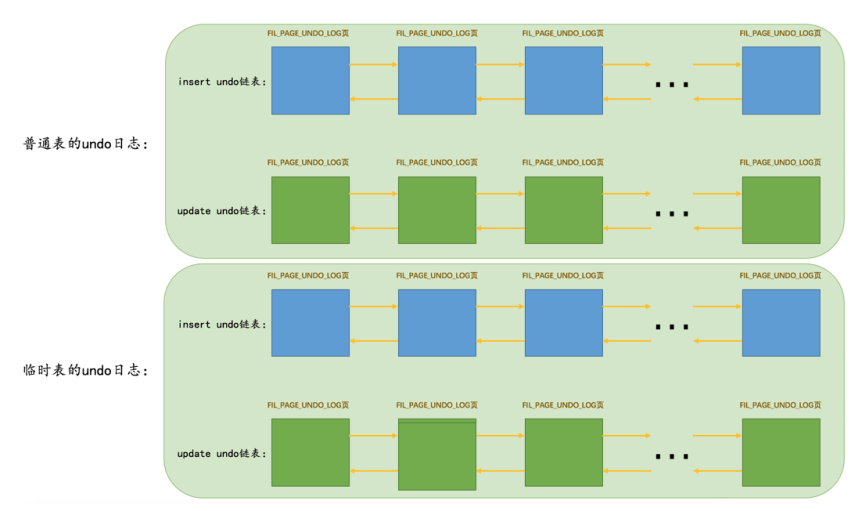 FIL_PAGE_UNDO_LOG页 FIL_PAGE_UNDO_LOG页 FIL_PAGE_UNDO_LOG页 FIL_PAGE_UNDO_LOG页
insert undo链表：
...
普通表的undo日志：
FIL_PAGE_UNDO_LOG页 FIL_PAGE_UNDO_LOG页 FIL_PAGE_UNDO_LOG页 FIL_PAGE_UNDO_LOG页
update undo链表：
...
FIL_PAGE_UNDO_LOG页 FIL_PAGE_UNDO_LOG页 FIL_PAGE_UNDO_LOG页 FIL_PAGE_UNDO_LOG页
insert undo链表：
...
临时表的undo日志：
FIL_PAGE_UNDO_LOG页 FIL_PAGE_UNDO_LOG页 FIL_PAGE_UNDO_LOG页 FIL_PAGE_UNDO_LOG页
update undo链表：
...